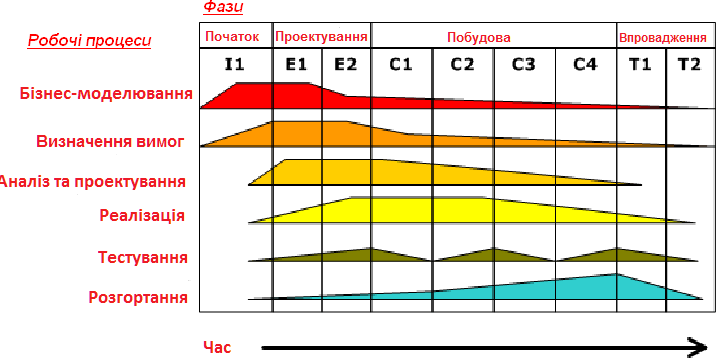 Фази
Робочі процеси
Початок Проектування Побудова Впровадження
I1 E1 E2 C1 C2 C3 C4 T1 T2
Бізнес-моделювання
Визначення вимог
Аналіз та проектування
Реалізація
Тестування
Розгортання
Час